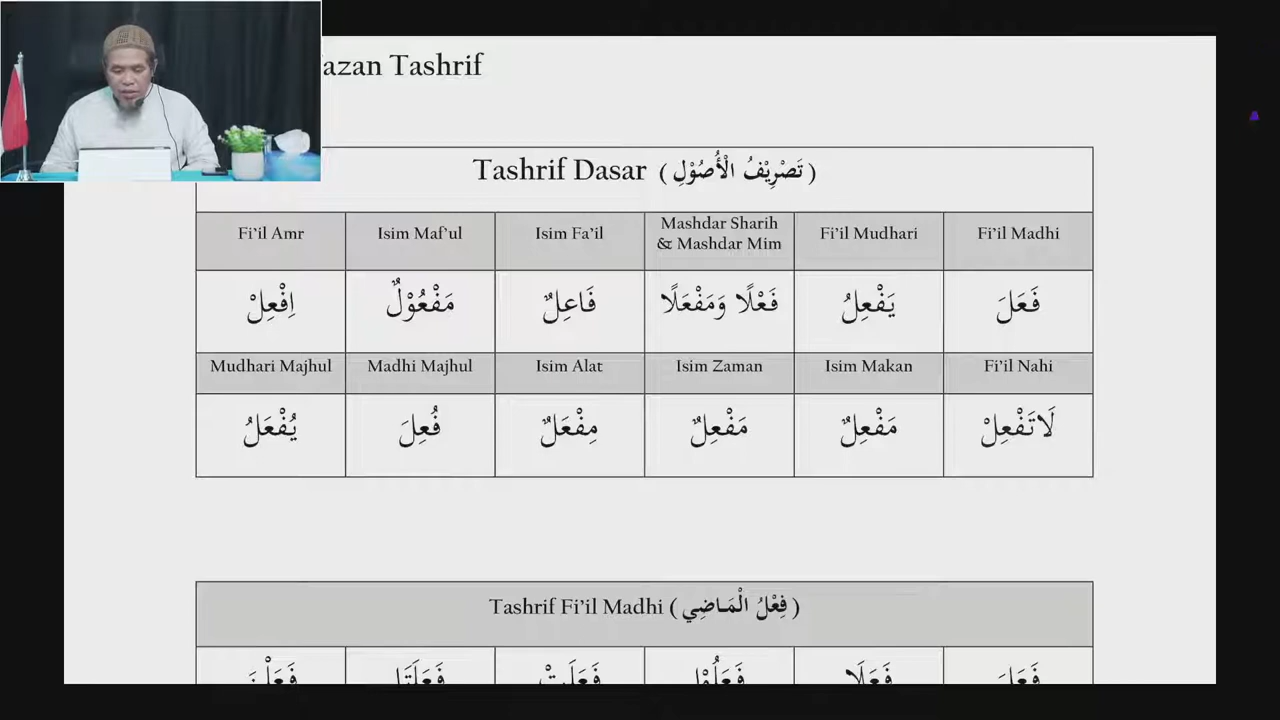 azan Tashrif
Tashrif Dasar ( تَصْرِيْفُ الْأُصُوْلِ )
Fi'il Amr
Isim Maf'ul
Isim Fa'il
Mashdar Sharih
& Mashdar Mim
Fi'il Mudhari
Fi'il Madhi
اِفْعِلْ
مَفْعُوْلٌ
فَاعِلٌ
فَعْلًا وَمَفْعَلًا
يَفْعِلُ
فَعَلَ
Mudhari Majhul
Madhi Majhul
Isim Alat
Isim Zaman
Isim Makan
Fi'il Nahi
يُفْعَلُ
فُعِلَ
مِفْعَلٌ
مَفْعِلٌ
مَفْعِلٌ
لَاتَفْعِلْ
Tashrif Fi'il Madhi ( فِعْلُ الْمَاضِي )
فَعَلْنَ
فَعَلَتَا
فَعَلَتْ
فَعَلُوْا
فَعَلَا
فَعَلَ